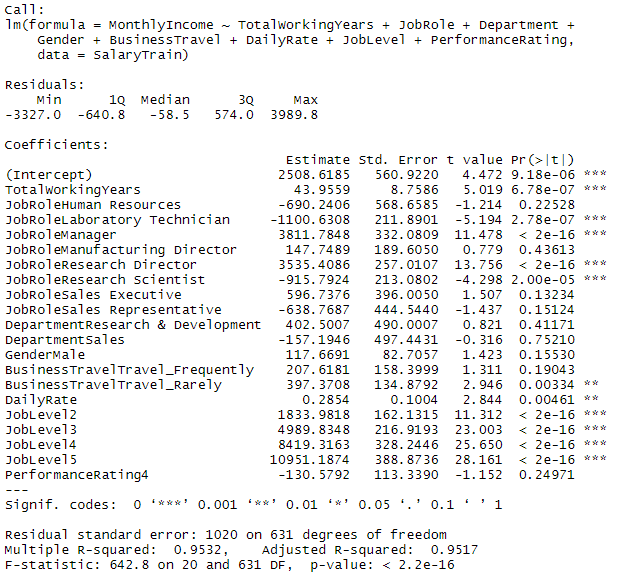 Call:
lm(formula = MonthlyIncome ~ TotalWorkingYears + JobRole + Department +
    Gender + BusinessTravel + DailyRate + JobLevel + PerformanceRating,
    data = SalaryTrain)

Residuals:
    Min      1Q  Median      3Q     Max
-3327.0  -640.8   -58.5   574.0  3989.8

Coefficients:
                                   Estimate Std. Error t value Pr(>|t|)
(Intercept)                       2508.6185   560.9220   4.472 9.18e-06 ***
TotalWorkingYears                   43.9559     8.7586   5.019 6.78e-07 ***
JobRoleHuman Resources            -690.2406   568.6585  -1.214  0.22528
JobRoleLaboratory Technician     -1100.6308   211.8901  -5.194 2.78e-07 ***
JobRoleManager                    3811.7848   332.0809  11.478  < 2e-16 ***
JobRoleManufacturing Director      147.7489   189.6050   0.779  0.43613
JobRoleResearch Director          3535.4086   257.0107  13.756  < 2e-16 ***
JobRoleResearch Scientist         -915.7924   213.0802  -4.298 2.00e-05 ***
JobRoleSales Executive             596.7376   396.0050   1.507  0.13234
JobRoleSales Representative       -638.7687   444.5440  -1.437  0.15124
DepartmentResearch & Development   402.5007   490.0007   0.821  0.41171
DepartmentSales                   -157.1946   497.4431  -0.316  0.75210
GenderMale                         117.6691    82.7057   1.423  0.15530
BusinessTravelTravel_Frequently    207.6181   158.3999   1.311  0.19043
BusinessTravelTravel_Rarely        397.3708   134.8792   2.946  0.00334 **
DailyRate                            0.2854     0.1004   2.844  0.00461 **
JobLevel2                         1833.9818   162.1315  11.312  < 2e-16 ***
JobLevel3                         4989.8348   216.9193  23.003  < 2e-16 ***
JobLevel4                         8419.3163   328.2446  25.650  < 2e-16 ***
JobLevel5                        10951.1874   388.8736  28.161  < 2e-16 ***
PerformanceRating4                -130.5792   113.3390  -1.152  0.24971
---
Signif. codes:  0 ‘***’ 0.001 ‘**’ 0.01 ‘*’ 0.05 ‘.’ 0.1 ‘ ’ 1

Residual standard error: 1020 on 631 degrees of freedom
Multiple R-squared:  0.9532,    Adjusted R-squared:  0.9517
F-statistic: 642.8 on 20 and 631 DF,  p-value: < 2.2e-16